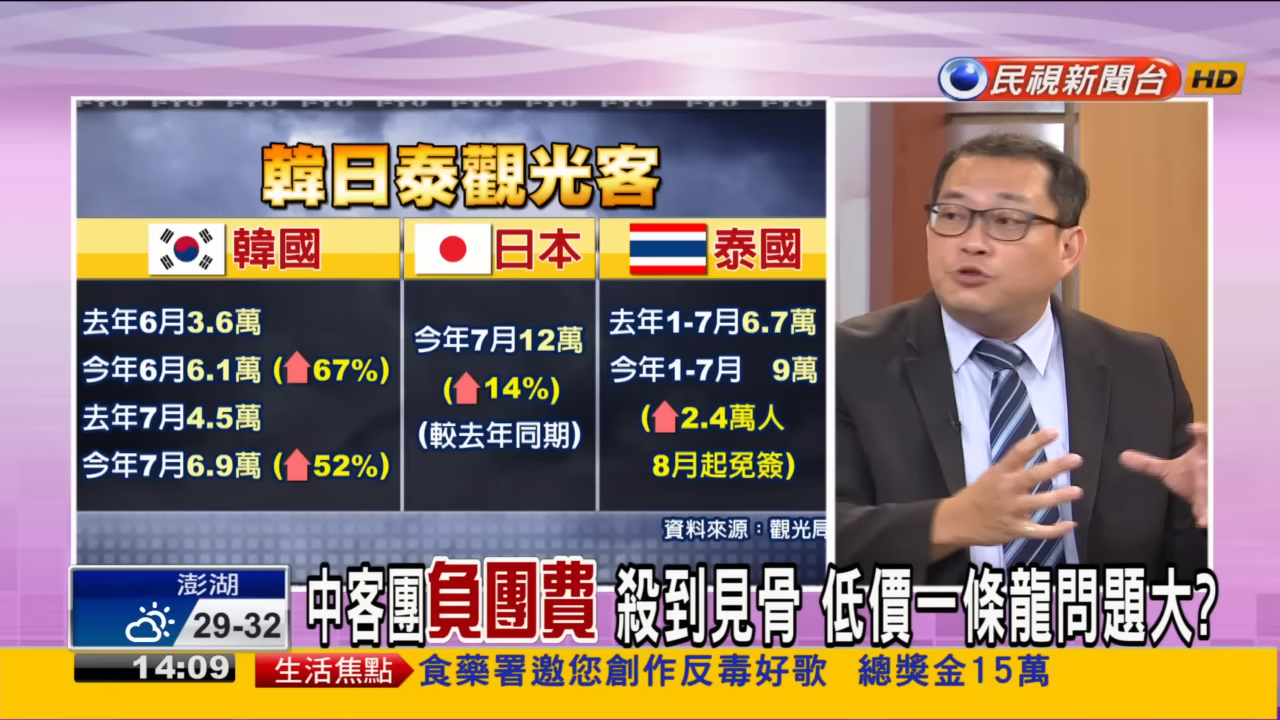 民視新聞台 HD
韓日泰觀光客
韓國
去年6月3.6萬
今年6月6.1萬 (⬆67%)
去年7月4.5萬
今年7月6.9萬 (⬆52%)
日本
今年7月12萬
(⬆14%)
(較去年同期)
泰國
去年1-7月6.7萬
今年1-7月 9萬
(⬆2.4萬人
8月起免簽)
資料來源：觀光局
澎湖
29-32
中客團負團費 殺到見骨 低價一條龍問題大?
14:09
生活焦點 食藥署邀您創作反毒好歌 總獎金15萬